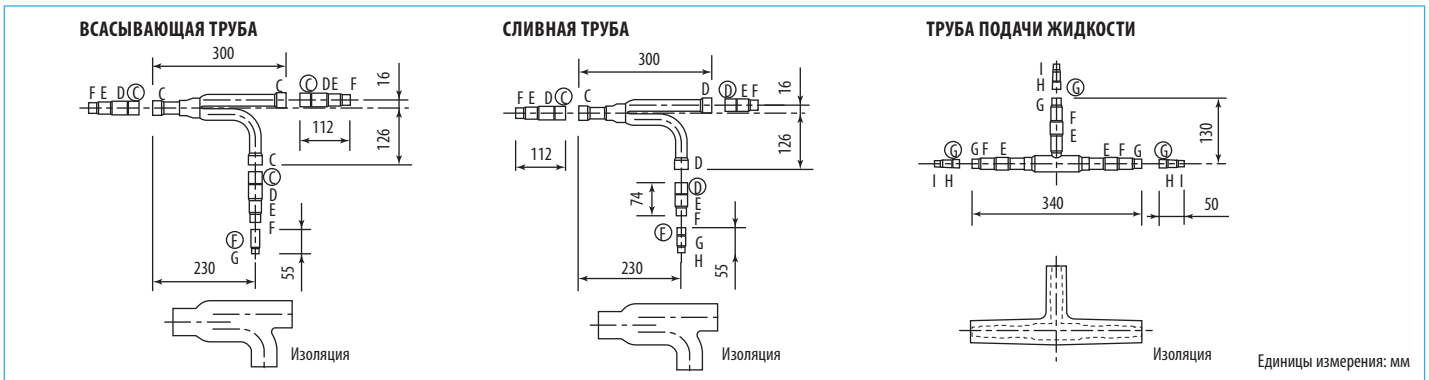 ВСАСЫВАЮЩАЯ ТРУБА
300
F E D C
C
C
C D E F
16
126
112
C
C
D
E
F
F
G
230
55
Изоляция
СЛИВНАЯ ТРУБА
300
F E D C
C
D
D E F
16
126
112
D
D
74
E
F
F
G
H
230
55
Изоляция
ТРУБА ПОДАЧИ ЖИДКОСТИ
I
H G
G
F
E
130
G G F E E F G G
I H H I
340
50
Изоляция
Единицы измерения: мм